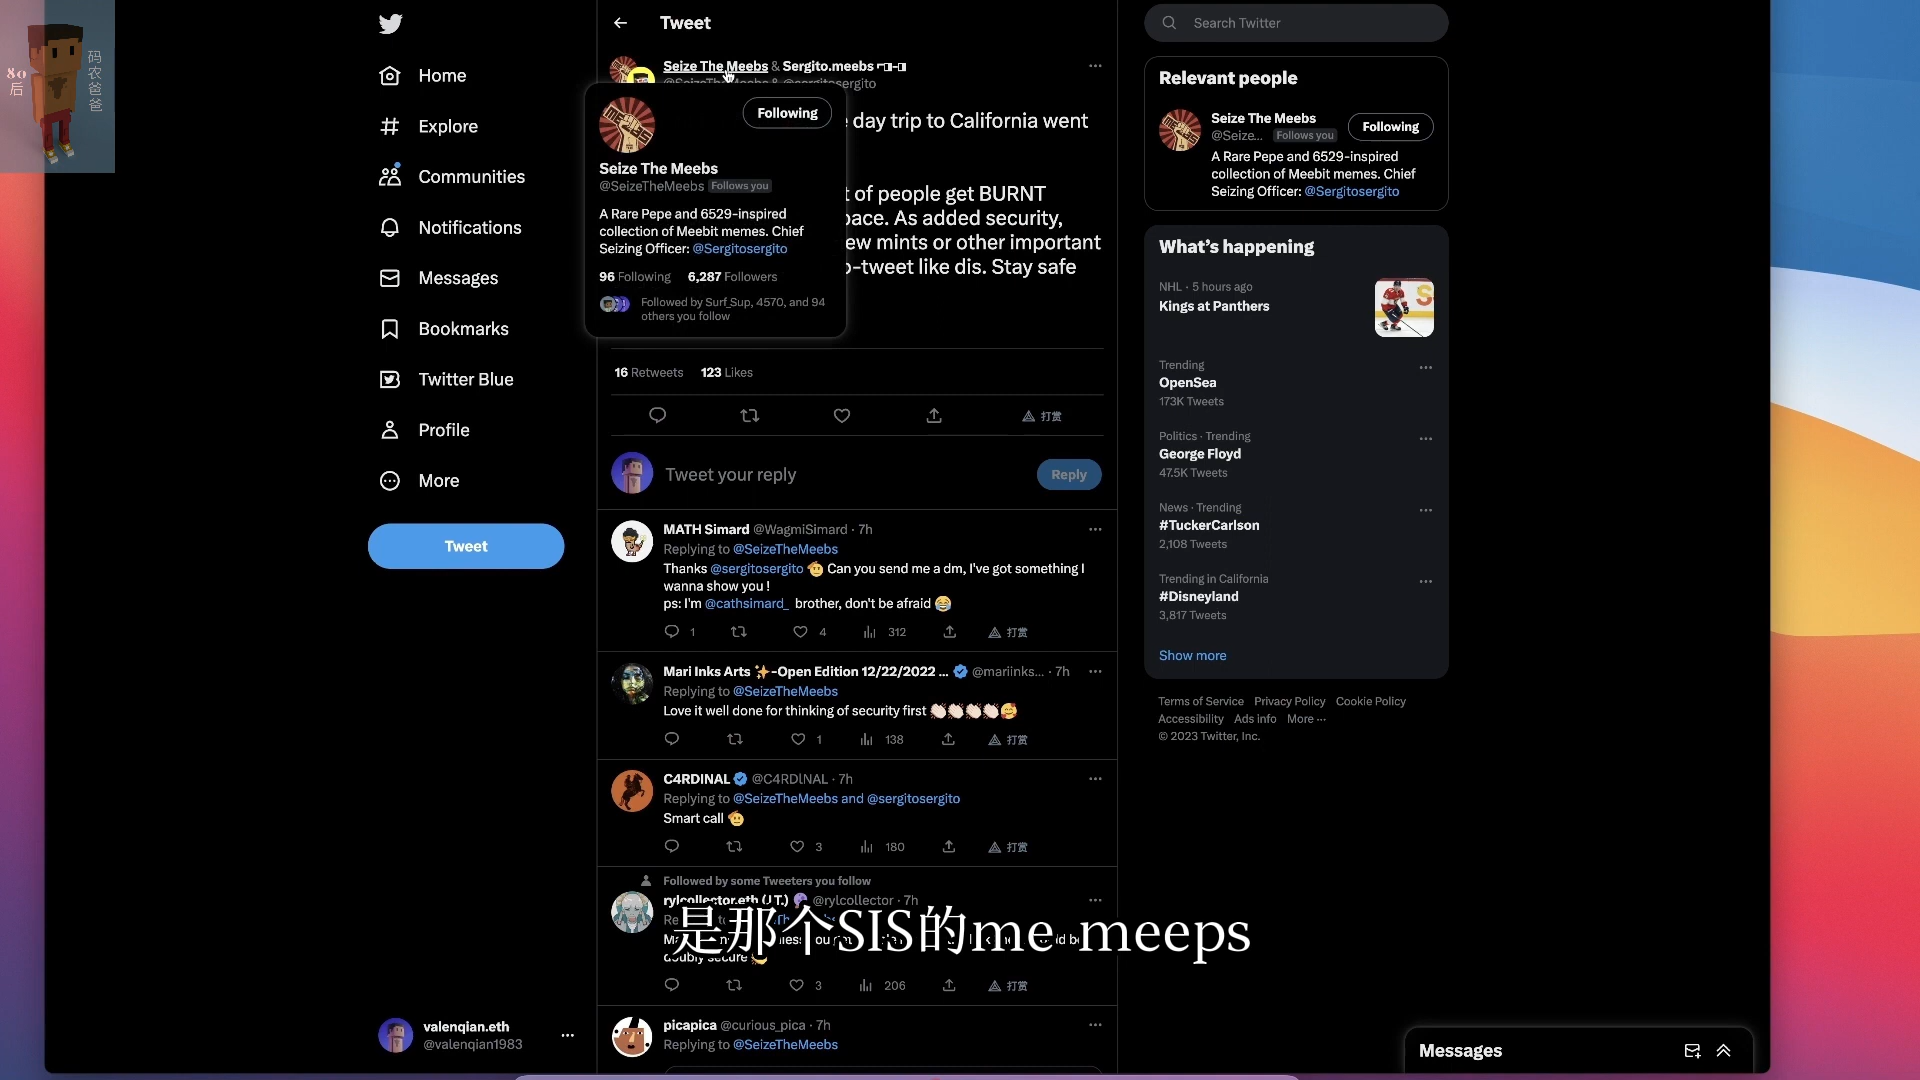 80后
码农爸爸
Home
Explore
Communities
Notifications
Messages
Bookmarks
Twitter Blue
Profile
More
Tweet
valenqian.eth
@valenqian1983
Tweet
Seize The Meebs & Sergito.meebs
Following
Seize The Meebs
@SeizeTheMeebs Follows you
A Rare Pepe and 6529-inspired
collection of Meebit memes. Chief
Seizing Officer: @Sergitosergito
96 Following 6,287 Followers
Followed by Surf_Sup, 4570, and 94
others you follow
day trip to California went
of people get BURNT
As added security,
mints or other important
like dis. Stay safe
16 Retweets 123 Likes
打赏
Tweet your reply
Reply
MATH Simard @WagmiSimard · 7h
Replying to @SeizeTheMeebs
Thanks @sergitosergito 🫡 Can you send me a dm, I've got something I
wanna show you !
ps: I'm @cathsimard_ brother, don't be afraid 😂
1 4 312 打赏
Mari Inks Arts ✨-Open Edition 12/22/2022 ... @mariinks... · 7h
Replying to @SeizeTheMeebs
Love it well done for thinking of security first 👏🏻👏🏻👏🏻👏🏻🥰
1 138 打赏
C4RDINAL @C4RDlNAL · 7h
Replying to @SeizeTheMeebs and @sergitosergito
Smart call 🫡
3 180 打赏
Followed by some Tweeters you follow
rylcollector.eth (J.T.) @rylcollector · 7h
doubly secure
是那个SIS的me meeps
3 206 打赏
picapica @curious_pica · 7h
Replying to @SeizeTheMeebs
Search Twitter
Relevant people
Seize The Meebs
@Seize... Follows you
Following
A Rare Pepe and 6529-inspired
collection of Meebit memes. Chief
Seizing Officer: @Sergitosergito
What's happening
NHL · 5 hours ago
Kings at Panthers
Trending
OpenSea
173K Tweets
Politics · Trending
George Floyd
47.5K Tweets
News · Trending
#TuckerCarlson
2,108 Tweets
Trending in California
#Disneyland
3,817 Tweets
Show more
Terms of Service Privacy Policy Cookie Policy
Accessibility Ads info More ...
© 2023 Twitter, Inc.
Messages